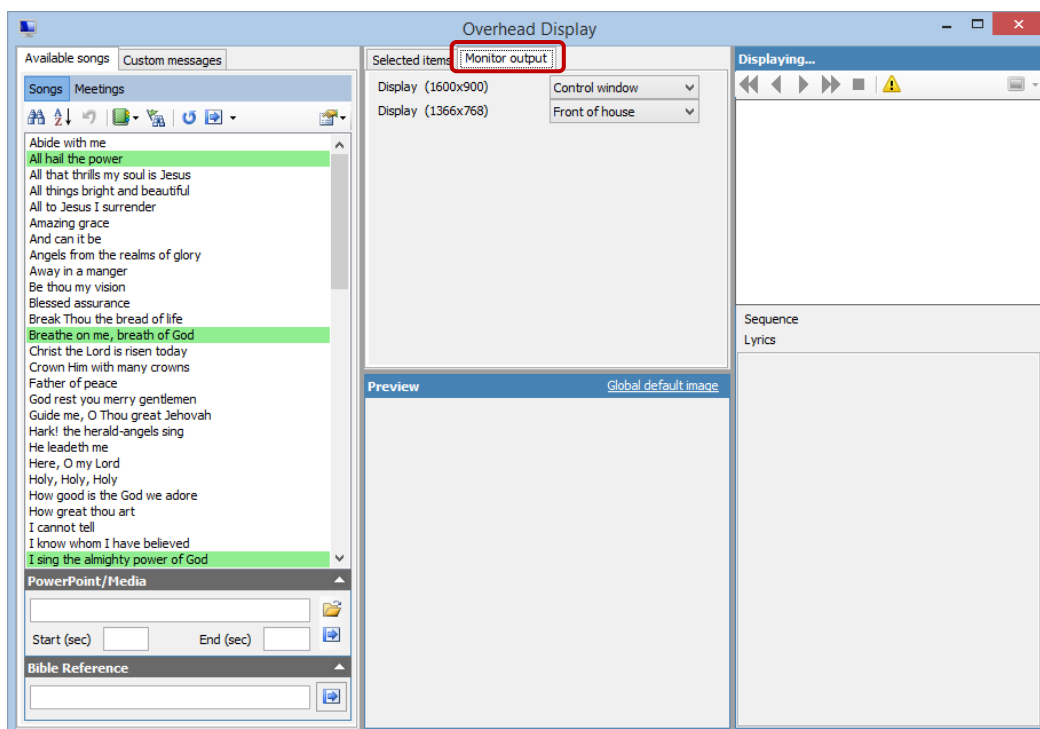 Overhead Display
Available songs Custom messages
Songs Meetings
Abide with me
All hail the power
All that thrills my soul is Jesus
All things bright and beautiful
All to Jesus I surrender
Amazing grace
And can it be
Angels from the realms of glory
Away in a manger
Be thou my vision
Blessed assurance
Break Thou the bread of life
Breathe on me, breath of God
Christ the Lord is risen today
Crown Him with many crowns
Father of peace
God rest you merry gentlemen
Guide me, O Thou great Jehovah
Hark! the herald-angels sing
He leadeth me
Here, O my Lord
Holy, Holy, Holy
How good is the God we adore
How great thou art
I cannot tell
I know whom I have believed
I sing the almighty power of God
PowerPoint/Media
Start (sec) End (sec)
Bible Reference
Selected items Monitor output
Display (1600x900) Control window
Display (1366x768) Front of house
Preview Global default image
Displaying...
Sequence
Lyrics